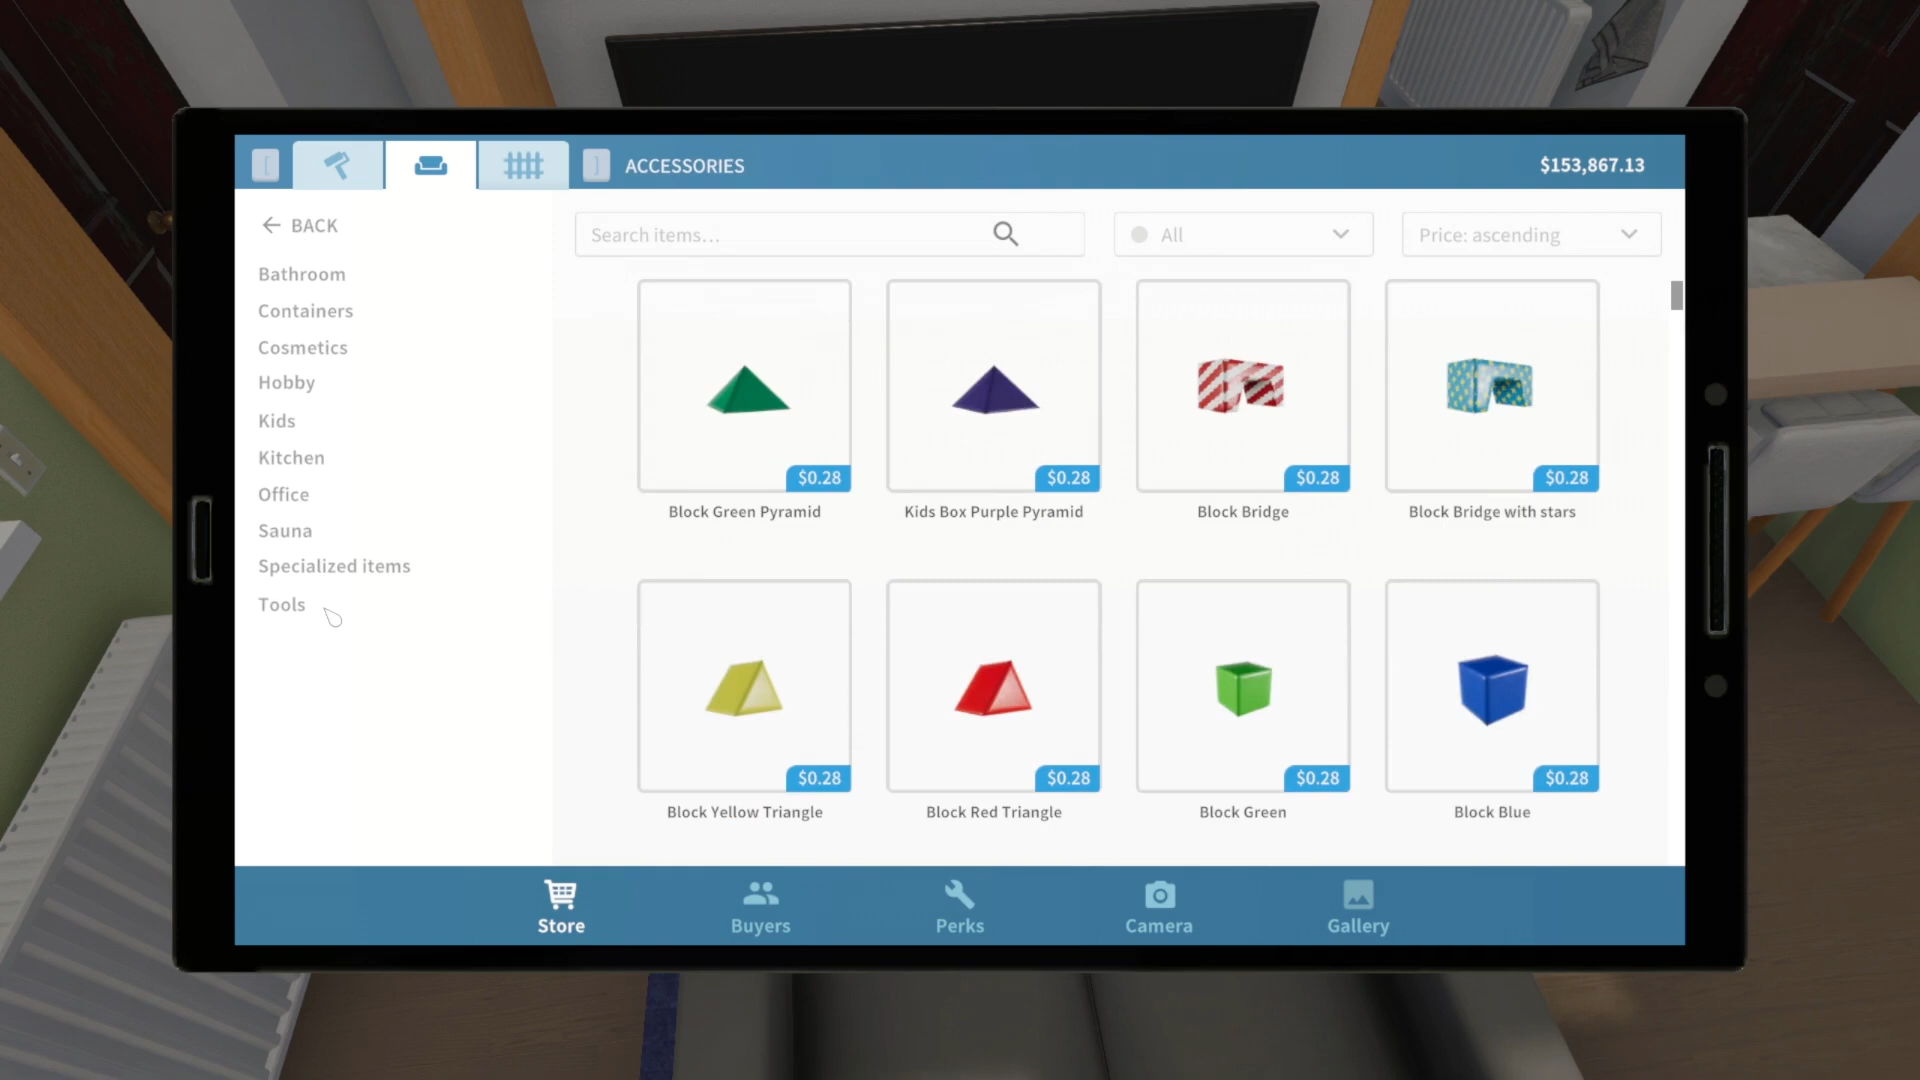 [ ] ACCESSORIES $153,867.13
BACK
Search items... All Price: ascending
Bathroom
Containers
Cosmetics
Hobby
Kids
Kitchen
Office
Sauna
Specialized items
Tools
$0.28 $0.28 $0.28 $0.28
Block Green Pyramid Kids Box Purple Pyramid Block Bridge Block Bridge with stars
$0.28 $0.28 $0.28 $0.28
Block Yellow Triangle Block Red Triangle Block Green Block Blue
Store Buyers Perks Camera Gallery